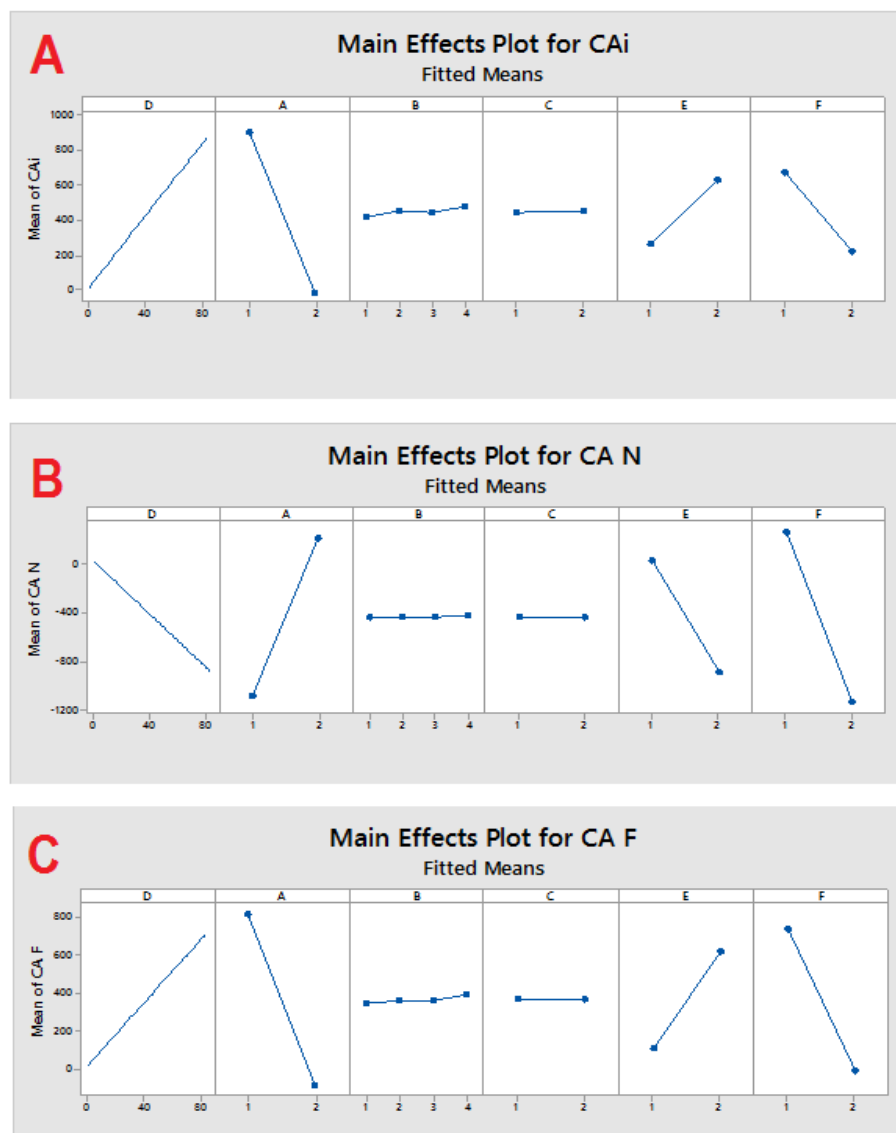 A
Main Effects Plot for CAi
Fitted Means
D A B C E F
Mean of CAi
1000
800
600
400
200
0
0 40 80 1 2 1 2 3 4 1 2 1 2 1 2
B
Main Effects Plot for CA N
Fitted Means
D A B C E F
Mean of CA N
0
-400
-800
-1200
0 40 80 1 2 1 2 3 4 1 2 1 2 1 2
C
Main Effects Plot for CA F
Fitted Means
D A B C E F
Mean of CA F
800
600
400
200
0
0 40 80 1 2 1 2 3 4 1 2 1 2 1 2